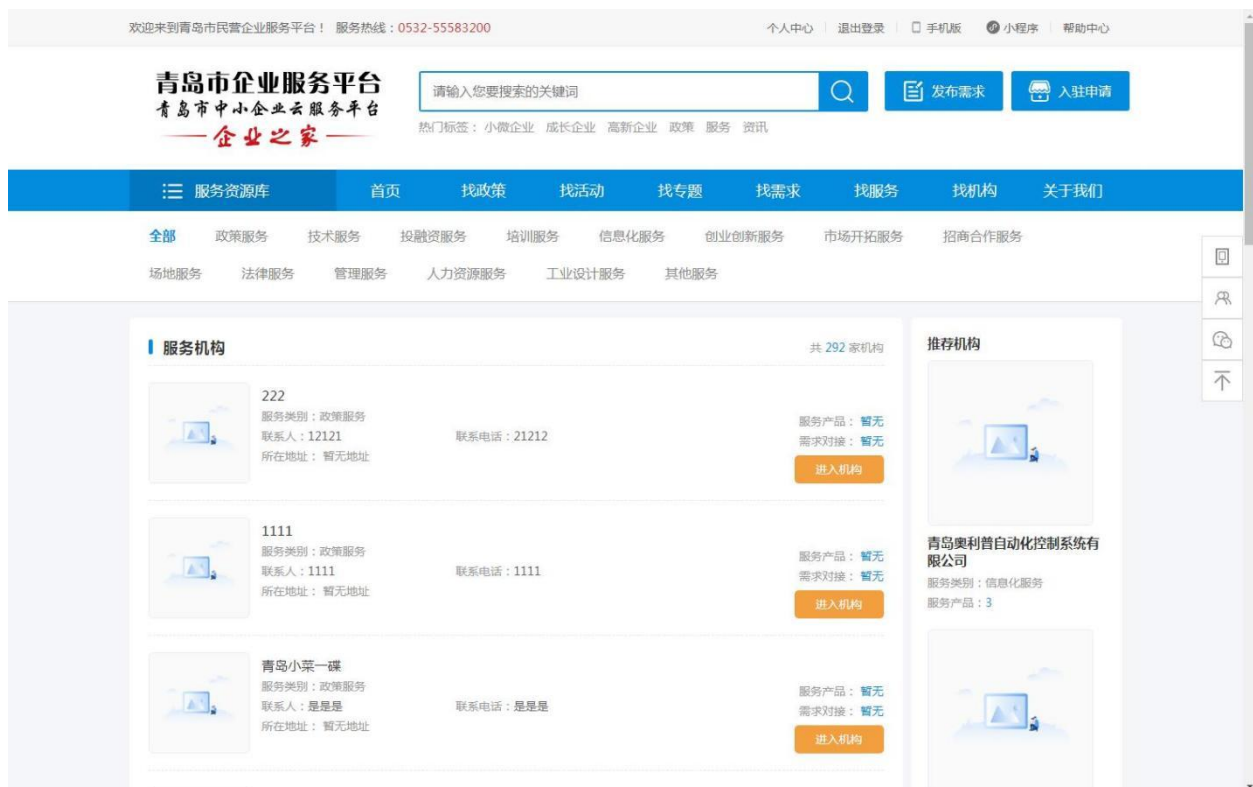 欢迎来到青岛市民营企业服务平台！ 服务热线：0532-55583200
个人中心 退出登录 手机版 小程序 帮助中心
青岛市企业服务平台
青岛市中小企业云服务平台
企业之家
请输入您要搜索的关键词
发布需求 入驻申请
热门标签： 小微企业 成长企业 高新企业 政策 服务 资讯
服务资源库 首页 找政策 找活动 找专题 找需求 找服务 找机构 关于我们
全部 政策服务 技术服务 投融资服务 培训服务 信息化服务 创业创新服务 市场开拓服务 招商合作服务
场地服务 法律服务 管理服务 人力资源服务 工业设计服务 其他服务
服务机构 共 292 家机构
222
服务类别：政策服务
联系人：12121 联系电话：21212
所在地址： 暂无地址
服务产品： 暂无
需求对接： 暂无
进入机构
1111
服务类别：政策服务
联系人：1111 联系电话：1111
所在地址： 暂无地址
服务产品： 暂无
需求对接： 暂无
进入机构
青岛小菜一碟
服务类别：政策服务
联系人：是是是 联系电话：是是是
所在地址： 暂无地址
服务产品： 暂无
需求对接： 暂无
进入机构
推荐机构
青岛奥利普自动化控制系统有
限公司
服务类别：信息化服务
服务产品：3